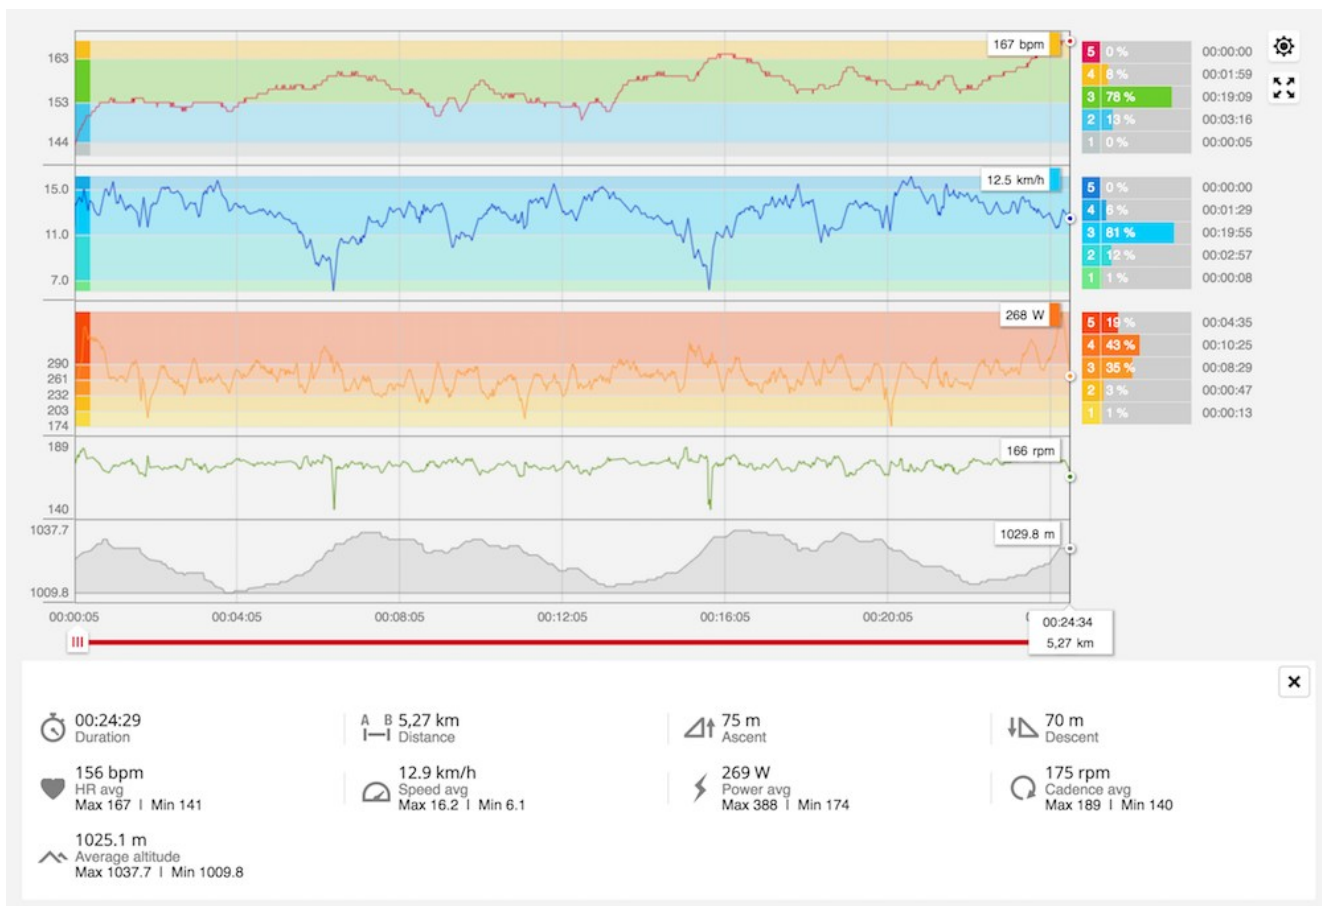 163
153
144
167 bpm
5 0 % 00:00:00
4 8 % 00:01:59
3 78 % 00:19:09
2 13 % 00:03:16
1 0 % 00:00:05
15.0
11.0
7.0
12.5 km/h
5 0 % 00:00:00
4 6 % 00:01:29
3 81 % 00:19:55
2 12 % 00:02:57
1 1 % 00:00:08
290
261
232
203
174
268 W
5 19 % 00:04:35
4 43 % 00:10:25
3 35 % 00:08:29
2 3 % 00:00:47
1 1 % 00:00:13
189
140
166 rpm
1037.7
1009.8
1029.8 m
00:00:05 00:04:05 00:08:05 00:12:05 00:16:05 00:20:05
00:24:34
5,27 km
00:24:29
Duration
A B 5,27 km
Distance
75 m
Ascent
70 m
Descent
156 bpm
HR avg
Max 167 | Min 141
12.9 km/h
Speed avg
Max 16.2 | Min 6.1
269 W
Power avg
Max 388 | Min 174
175 rpm
Cadence avg
Max 189 | Min 140
1025.1 m
Average altitude
Max 1037.7 | Min 1009.8